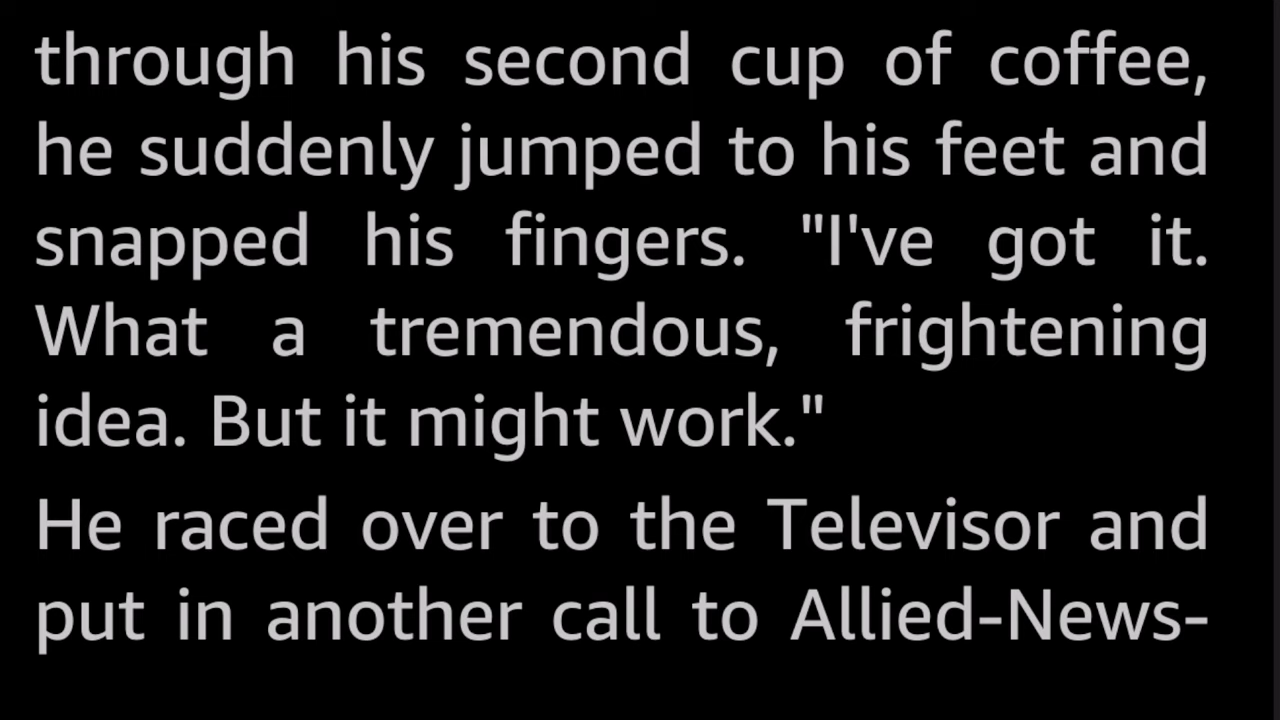 through his second cup of coffee,
he suddenly jumped to his feet and
snapped his fingers. "I've got it.
What a tremendous, frightening
idea. But it might work."
He raced over to the Televisor and
put in another call to Allied-News-